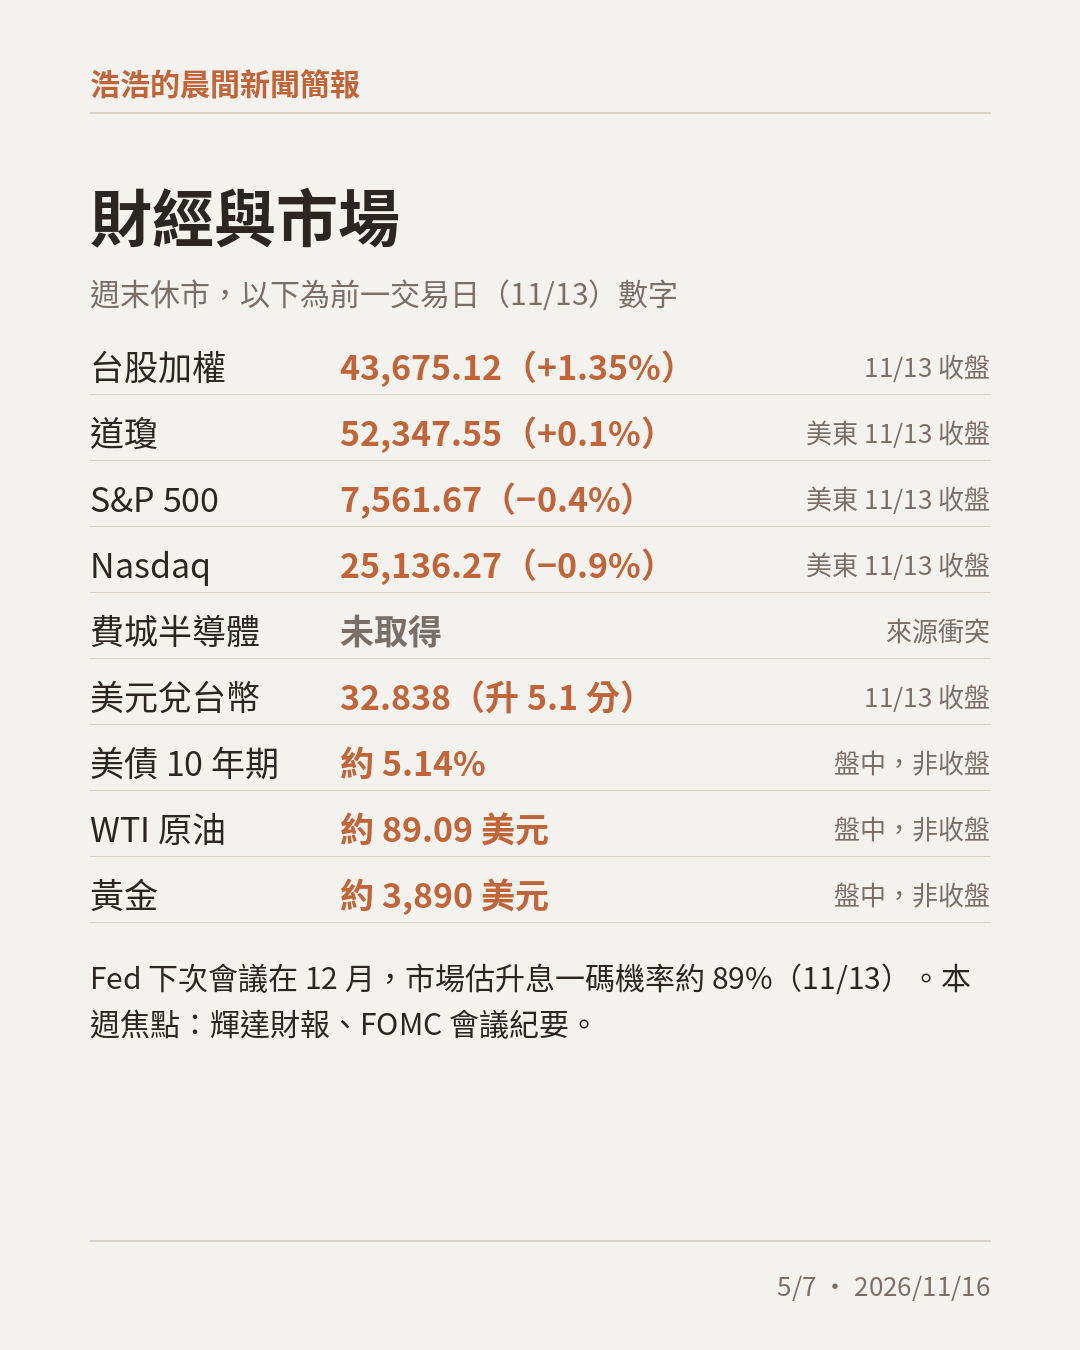 浩浩的晨間新聞簡報
財經與市場
週末休市，以下為前一交易日（11/13）數字
台股加權 43,675.12（+1.35%） 11/13 收盤
道瓊 52,347.55（+0.1%） 美東 11/13 收盤
S&P 500 7,561.67（−0.4%） 美東 11/13 收盤
Nasdaq 25,136.27（−0.9%） 美東 11/13 收盤
費城半導體 未取得 來源衝突
美元兌台幣 32.838（升 5.1 分） 11/13 收盤
美債 10 年期 約 5.14% 盤中，非收盤
WTI 原油 約 89.09 美元 盤中，非收盤
黃金 約 3,890 美元 盤中，非收盤
Fed 下次會議在 12 月，市場估升息一碼機率約 89%（11/13）。本
週焦點：輝達財報、FOMC 會議紀要。
5/7 · 2026/11/16